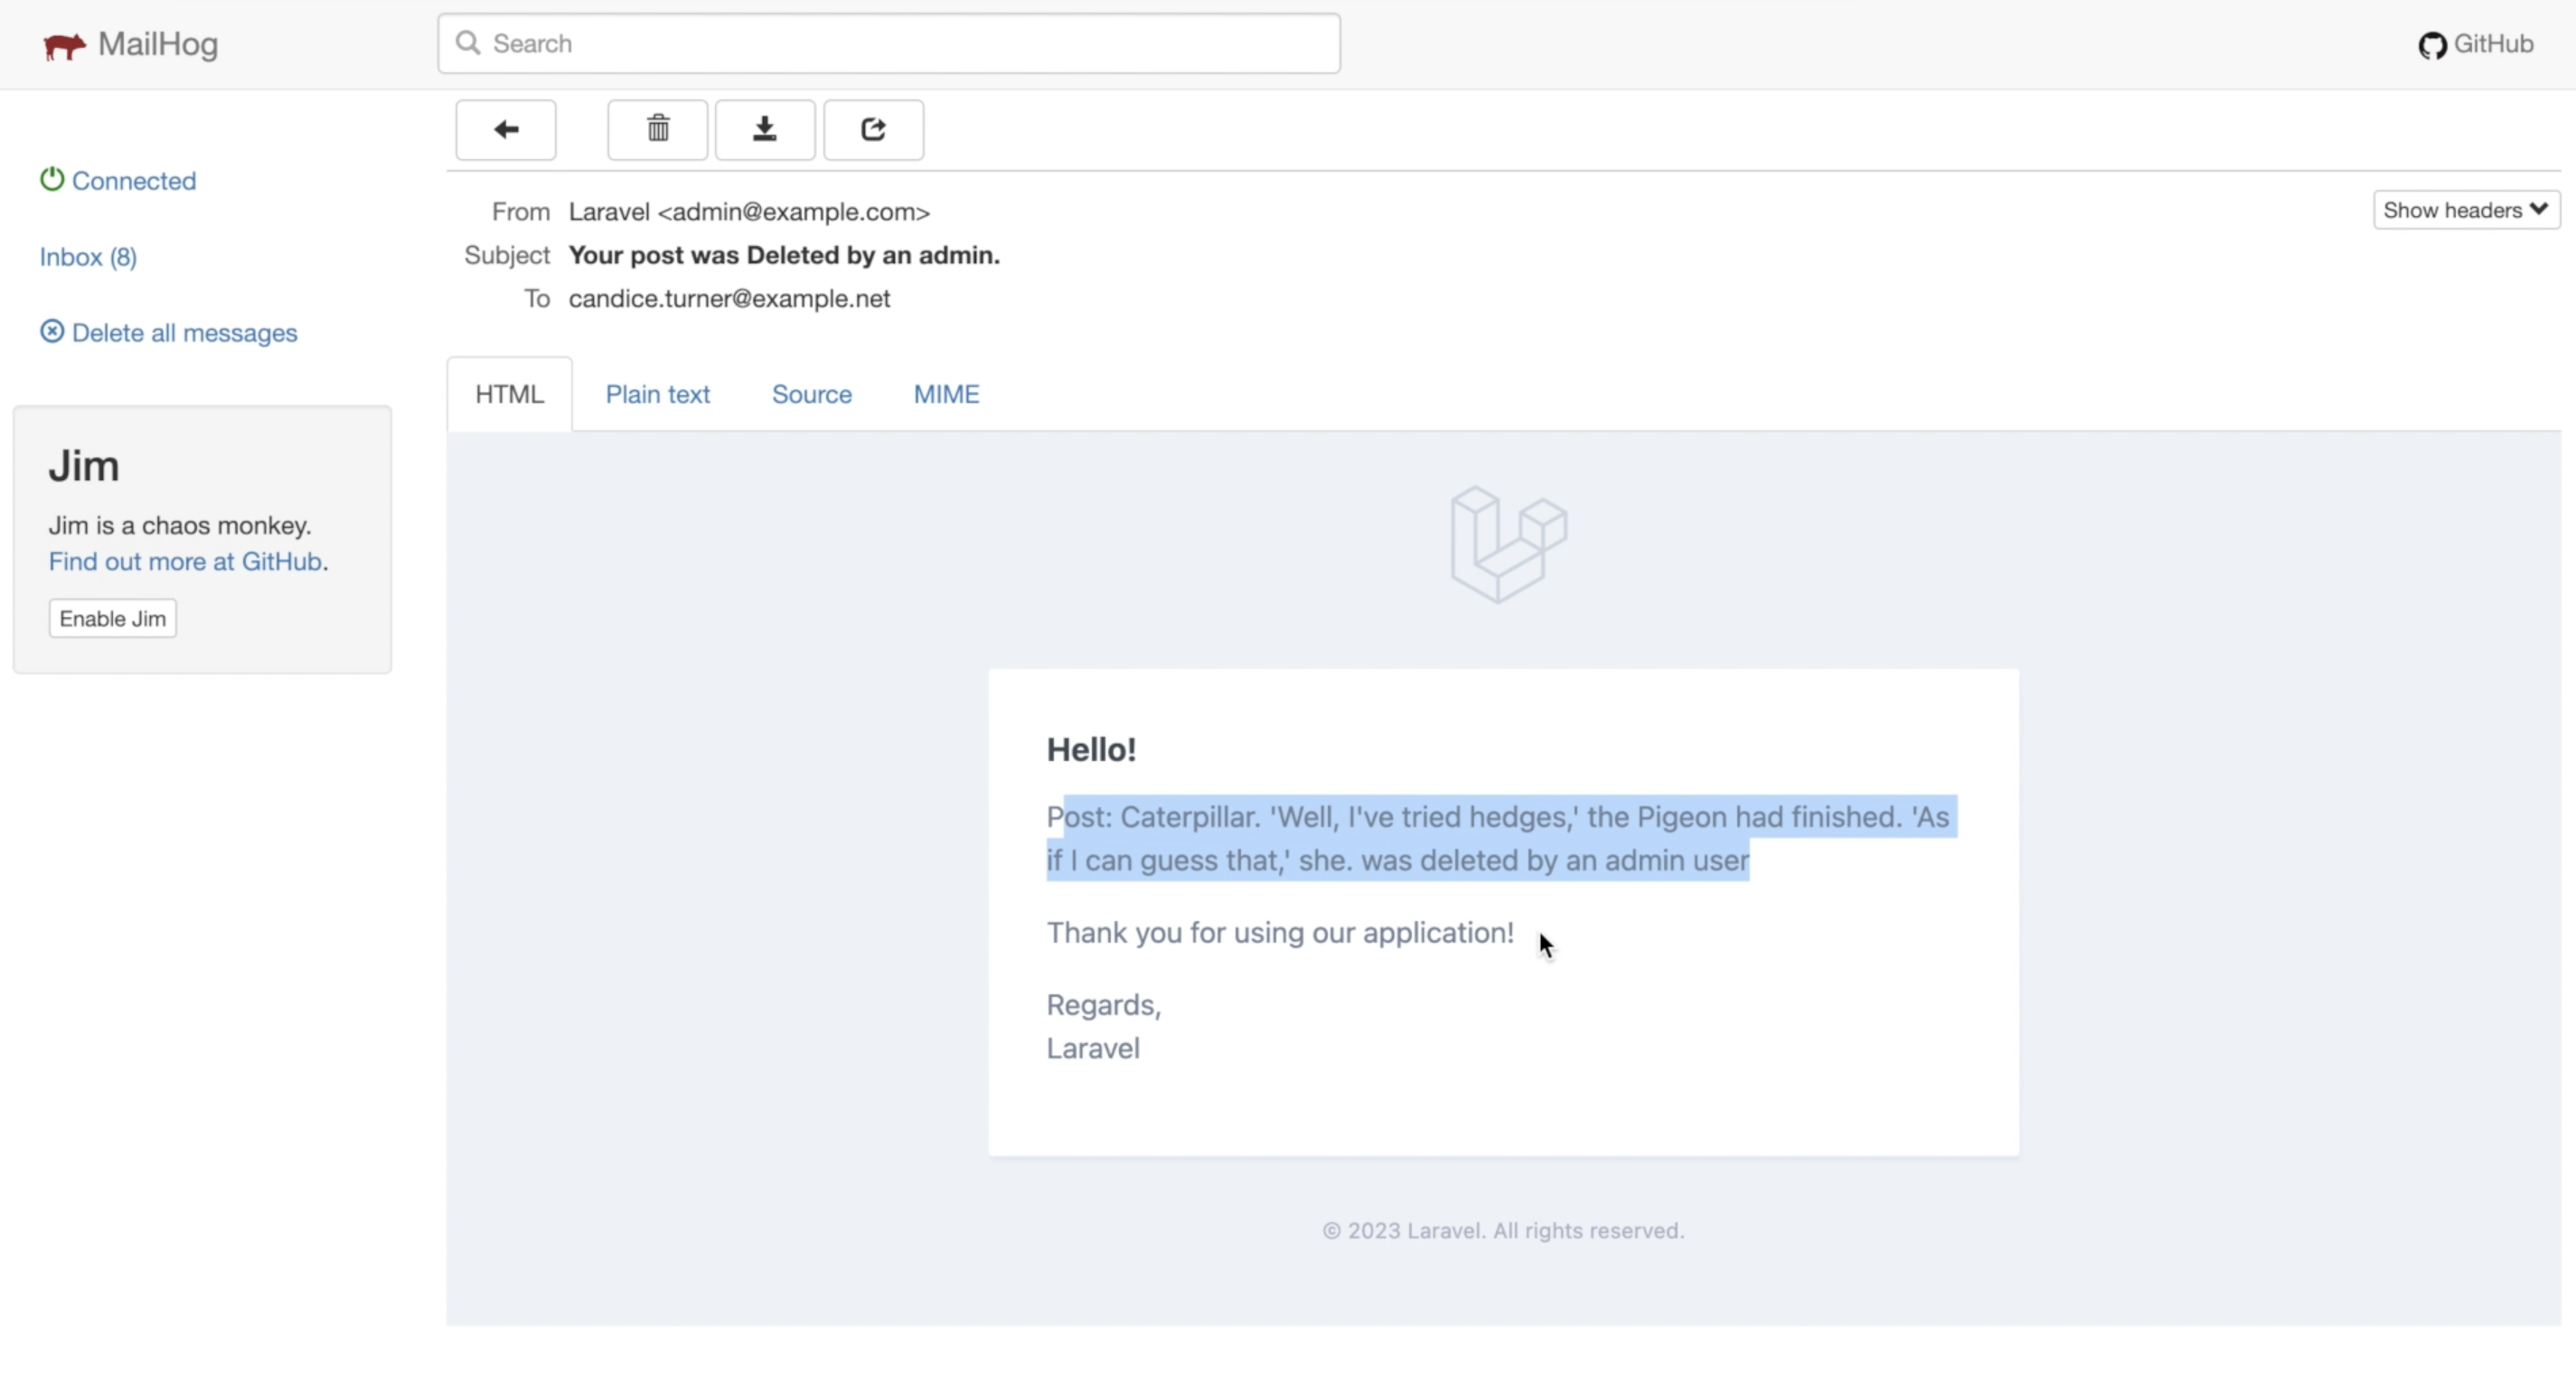 MailHog
Search
GitHub
Connected
Inbox (8)
Delete all messages
Jim
Jim is a chaos monkey.
Find out more at GitHub.
Enable Jim
From Laravel <admin@example.com>
Show headers
Subject Your post was Deleted by an admin.
To candice.turner@example.net
HTML Plain text Source MIME
Hello!
Post: Caterpillar. 'Well, I've tried hedges,' the Pigeon had finished. 'As
if I can guess that,' she. was deleted by an admin user
Thank you for using our application!
Regards,
Laravel
© 2023 Laravel. All rights reserved.